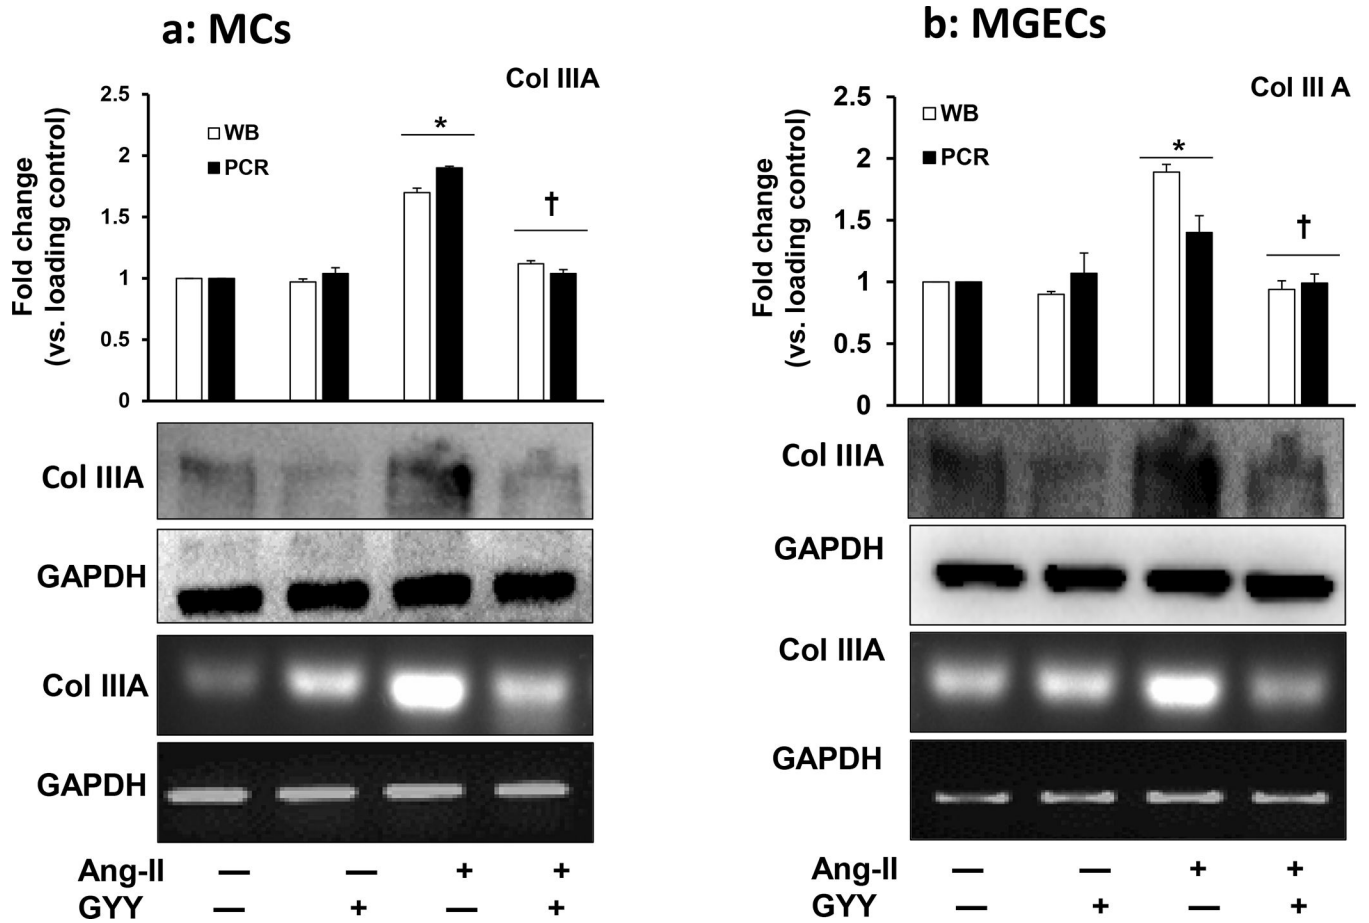 a: MCs
Col IIIA
Fold change
(vs. loading control)
2.5
2
1.5
1
0.5
0
WB
PCR
*
†
Col IIIA
GAPDH
Col IIIA
GAPDH
Ang-II — — + +
GYY — + — +
b: MGECs
Col III A
Fold change
(vs. loading control)
2.5
2
1.5
1
0.5
0
WB
PCR
*
†
Col IIIA
GAPDH
Col IIIA
GAPDH
Ang-II — — + +
GYY — + — +